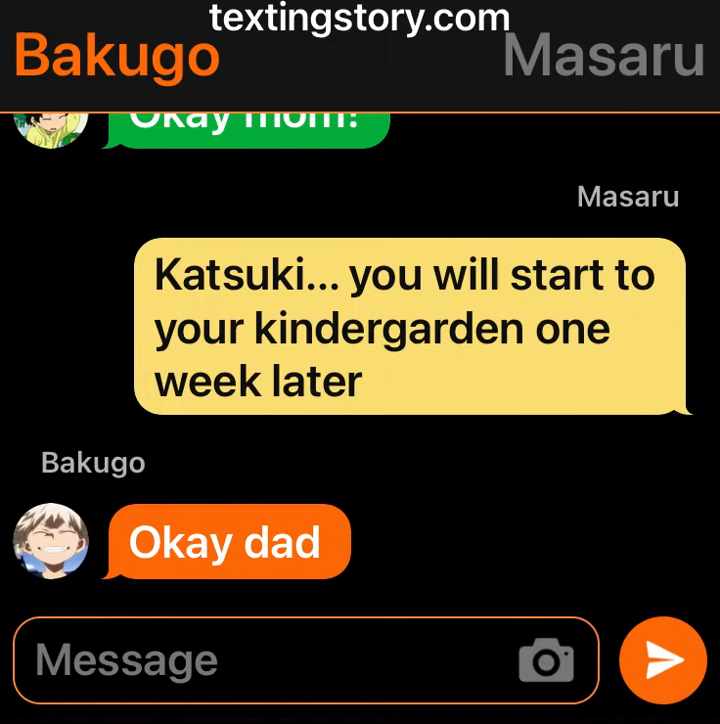 textingstory.com
Bakugo Masaru
Okay mom!
Masaru
Katsuki... you will start to
your kindergarden one
week later
Bakugo
Okay dad
Message